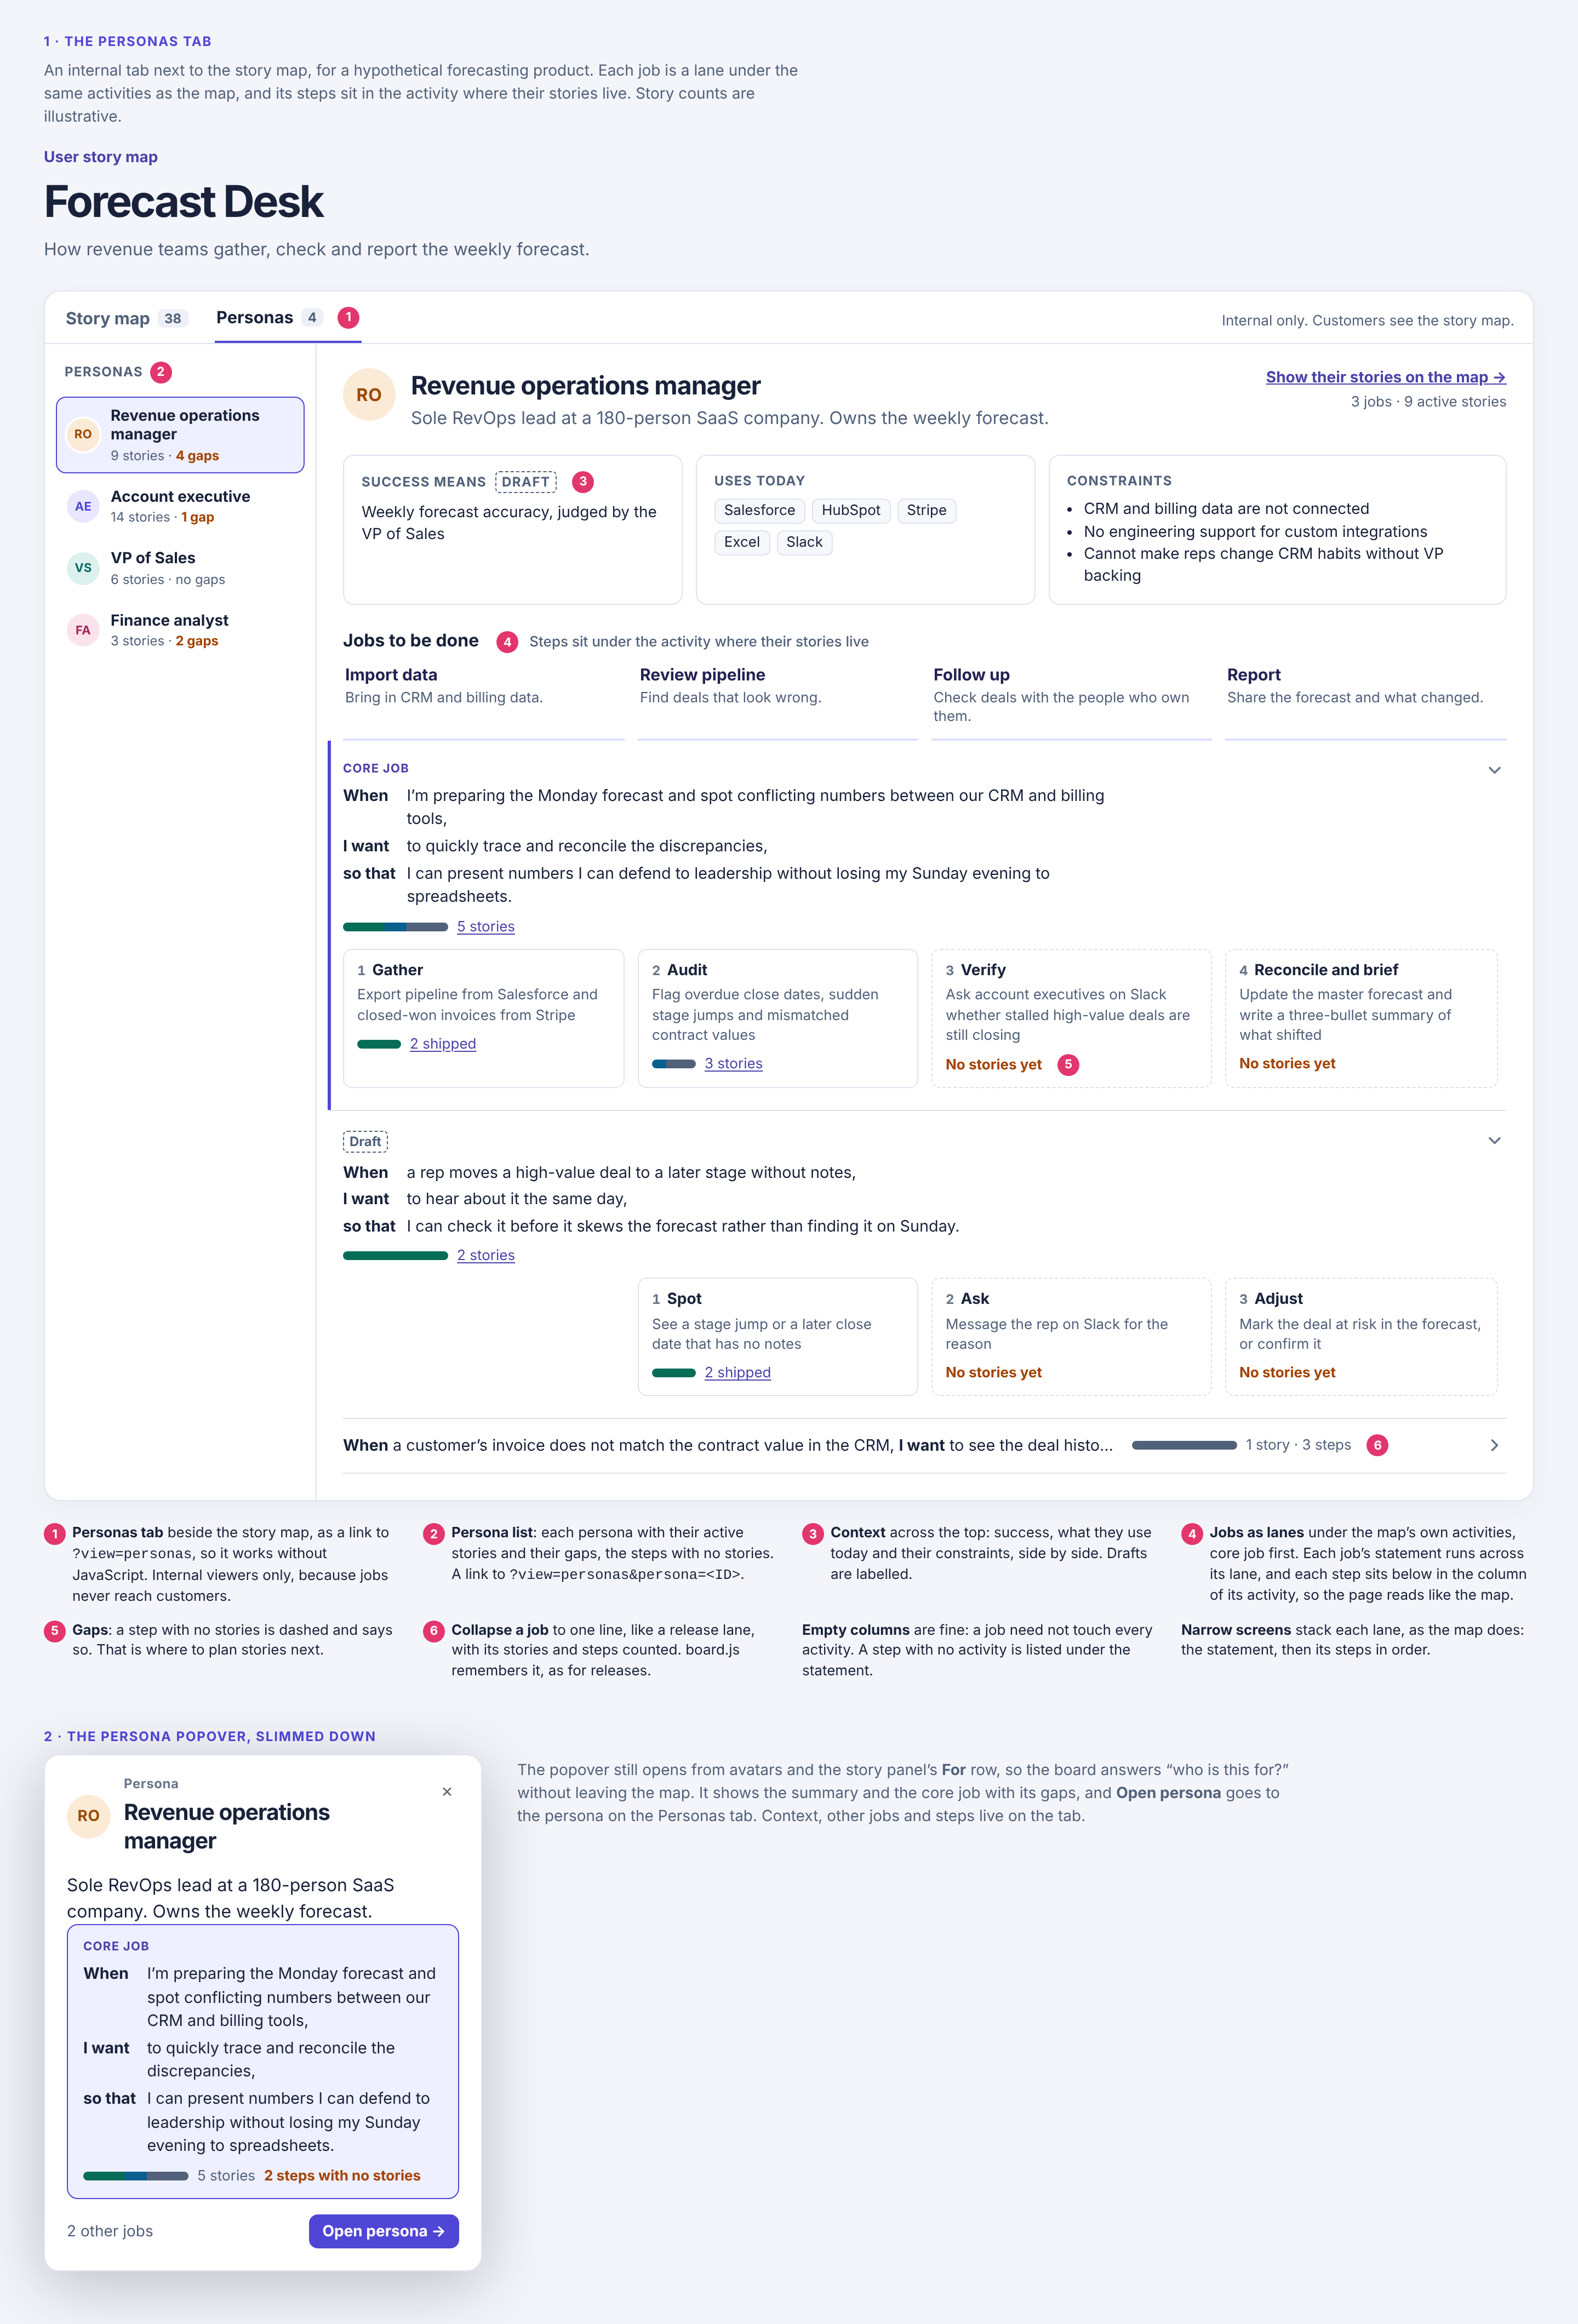 1 · THE PERSONAS TAB
An internal tab next to the story map, for a hypothetical forecasting product. Each job is a lane under the
same activities as the map, and its steps sit in the activity where their stories live. Story counts are
illustrative.
User story map
Forecast Desk
How revenue teams gather, check and report the weekly forecast.
Story map 38 Personas 4 1 Internal only. Customers see the story map.
PERSONAS 2
Revenue operations
manager
RO
9 stories · 4 gaps
AE
Account executive
14 stories · 1 gap
VS
VP of Sales
6 stories · no gaps
FA
Finance analyst
3 stories · 2 gaps
RO
Revenue operations manager
Sole RevOps lead at a 180-person SaaS company. Owns the weekly forecast.
Show their stories on the map →
3 jobs · 9 active stories
SUCCESS MEANS DRAFT 3
Weekly forecast accuracy, judged by the
VP of Sales
USES TODAY
Salesforce HubSpot Stripe
Excel Slack
CONSTRAINTS
• CRM and billing data are not connected
• No engineering support for custom integrations
• Cannot make reps change CRM habits without VP
backing
Jobs to be done 4 Steps sit under the activity where their stories live
Import data
Bring in CRM and billing data.
Review pipeline
Find deals that look wrong.
Follow up
Check deals with the people who own
them.
Report
Share the forecast and what changed.
CORE JOB
When I’m preparing the Monday forecast and spot conflicting numbers between our CRM and billing
tools,
I want to quickly trace and reconcile the discrepancies,
so that I can present numbers I can defend to leadership without losing my Sunday evening to
spreadsheets.
5 stories
1 Gather
Export pipeline from Salesforce and
closed-won invoices from Stripe
2 shipped
2 Audit
Flag overdue close dates, sudden
stage jumps and mismatched
contract values
3 stories
3 Verify
Ask account executives on Slack
whether stalled high-value deals are
still closing
No stories yet 5
4 Reconcile and brief
Update the master forecast and
write a three-bullet summary of
what shifted
No stories yet
Draft
When a rep moves a high-value deal to a later stage without notes,
I want to hear about it the same day,
so that I can check it before it skews the forecast rather than finding it on Sunday.
2 stories
1 Spot
See a stage jump or a later close
date that has no notes
2 shipped
2 Ask
Message the rep on Slack for the
reason
No stories yet
3 Adjust
Mark the deal at risk in the forecast,
or confirm it
No stories yet
When a customer’s invoice does not match the contract value in the CRM, I want to see the deal histo… 1 story · 3 steps 6
1 Personas tab beside the story map, as a link to
?view=personas, so it works without
JavaScript. Internal viewers only, because jobs
never reach customers.
2 Persona list: each persona with their active
stories and their gaps, the steps with no stories.
A link to ?view=personas&persona=<ID>.
3 Context across the top: success, what they use
today and their constraints, side by side. Drafts
are labelled.
4 Jobs as lanes under the map’s own activities,
core job first. Each job’s statement runs across
its lane, and each step sits below in the column
of its activity, so the page reads like the map.
5 Gaps: a step with no stories is dashed and says
so. That is where to plan stories next.
6 Collapse a job to one line, like a release lane,
with its stories and steps counted. board.js
remembers it, as for releases.
Empty columns are fine: a job need not touch every
activity. A step with no activity is listed under the
statement.
Narrow screens stack each lane, as the map does:
the statement, then its steps in order.
2 · THE PERSONA POPOVER, SLIMMED DOWN
Persona
×
RO
Revenue operations
manager
Sole RevOps lead at a 180-person SaaS
company. Owns the weekly forecast.
CORE JOB
When I’m preparing the Monday forecast and
spot conflicting numbers between our
CRM and billing tools,
I want to quickly trace and reconcile the
discrepancies,
so that I can present numbers I can defend to
leadership without losing my Sunday
evening to spreadsheets.
5 stories 2 steps with no stories
2 other jobs Open persona →
The popover still opens from avatars and the story panel’s For row, so the board answers “who is this for?”
without leaving the map. It shows the summary and the core job with its gaps, and Open persona goes to
the persona on the Personas tab. Context, other jobs and steps live on the tab.